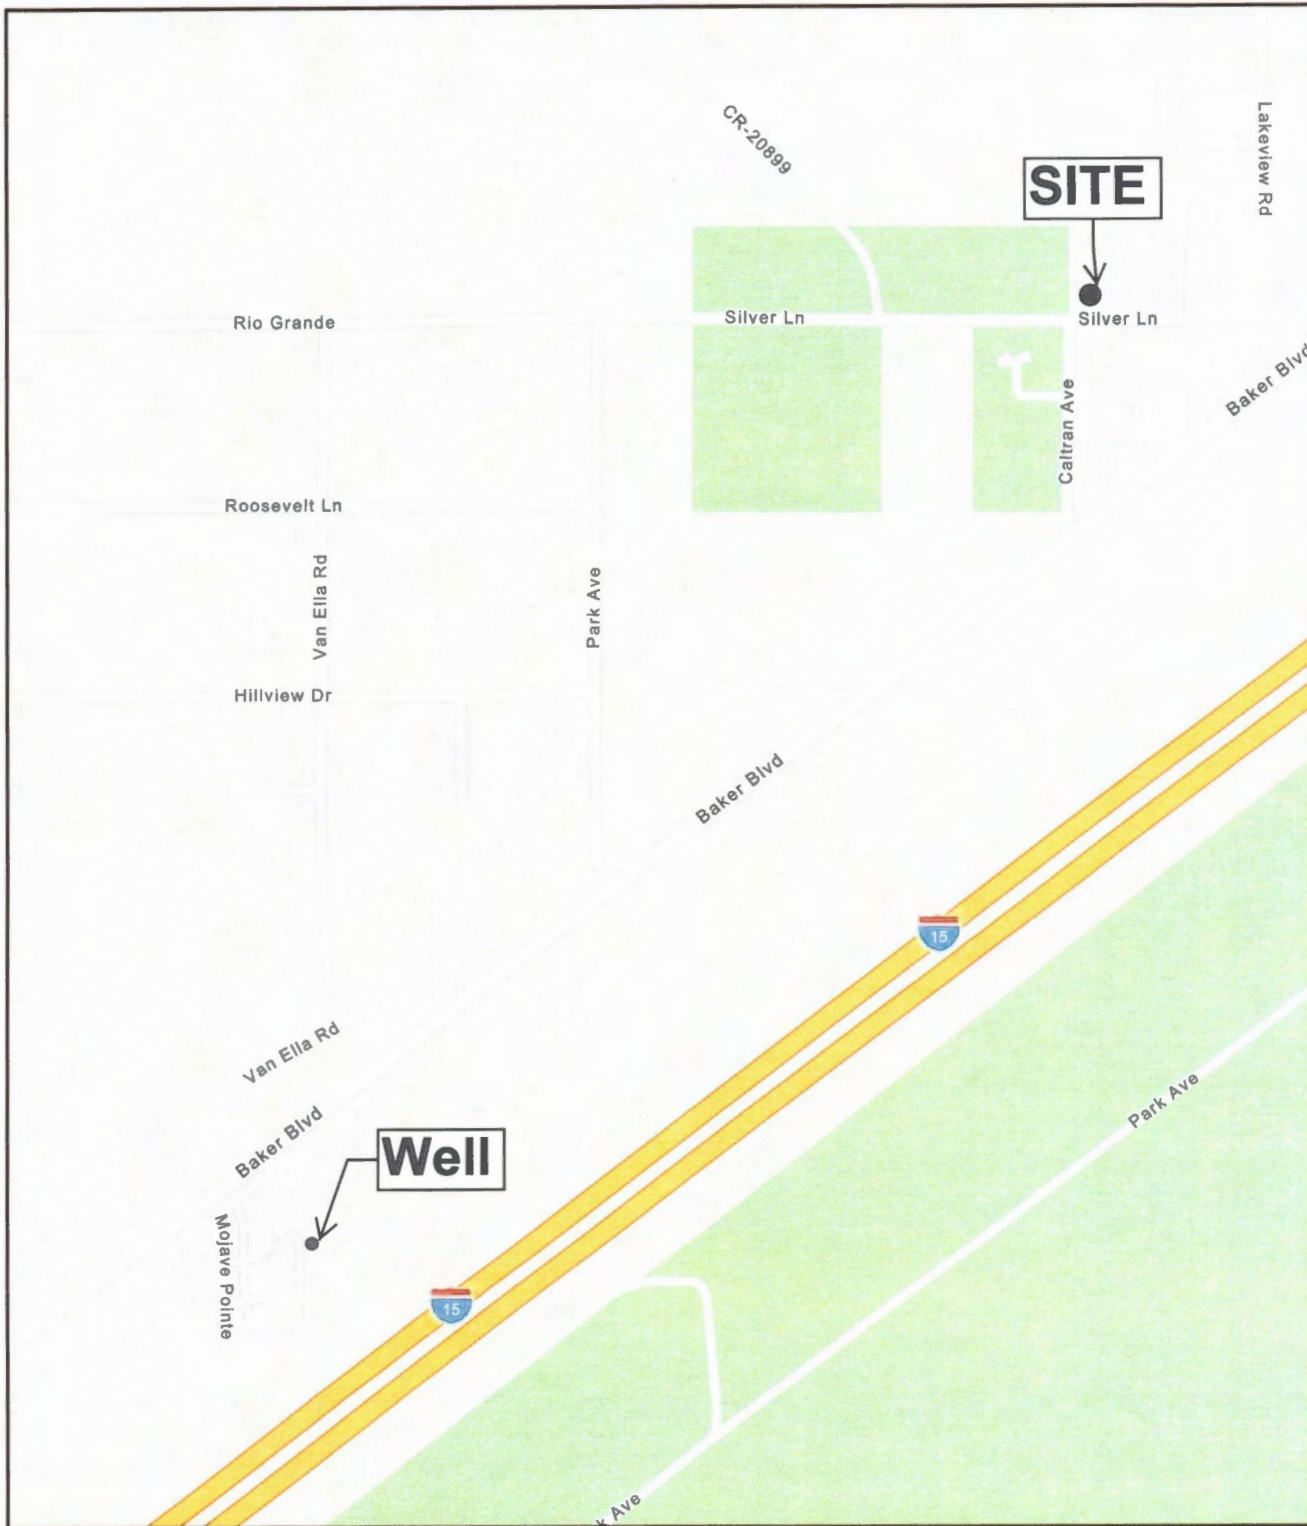 CR-20899
Lakeview Rd
SITE
Rio Grande
Silver Ln
Silver Ln
Baker Blvd
Caltran Ave
Roosevelt Ln
Van Ella Rd
Park Ave
Hillview Dr
Baker Blvd
15
Van Ella Rd
Park Ave
Baker Blvd
Well
Mojave Pointe
15
k Ave